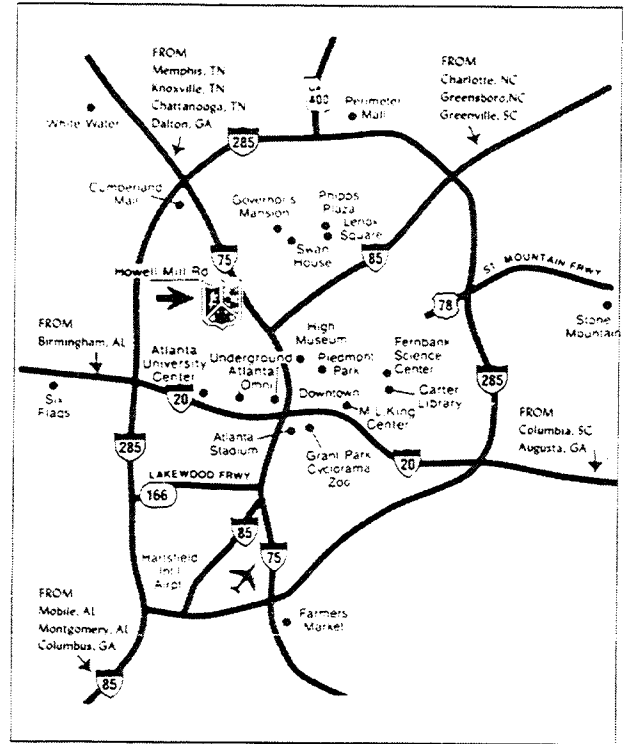 FROM
Memphis, TN
Knoxville, TN
Chattanooga, TN
Dalton, GA
FROM
Charlotte, NC
Greensboro, NC
Greenville, SC
400
Perimeter
Mall
White Water
285
Cumberland
Mall
Governor's
Mansion
Phipps
Plaza
Lenox
Square
Swan
House
75
85
Howell Mill Rd
ST. MOUNTAIN FRWY
78
Stone
Mountain
FROM
Birmingham, AL
High
Museum
Piedmont
Park
Fernbank
Science
Center
Atlanta
University
Center
Underground
Atlanta
Omni
285
Six
Flags
20
Downtown
M.L. King
Center
Carter
Library
FROM
Columbia, SC
Augusta, GA
285
Atlanta
Stadium
Grant Park
Cyclorama
Zoo
20
LAKEWOOD FRWY
166
85
75
Hartsfield
Int'l
Airpt
FROM
Mobile, AL
Montgomery, AL
Columbus, GA
Farmers
Market
85